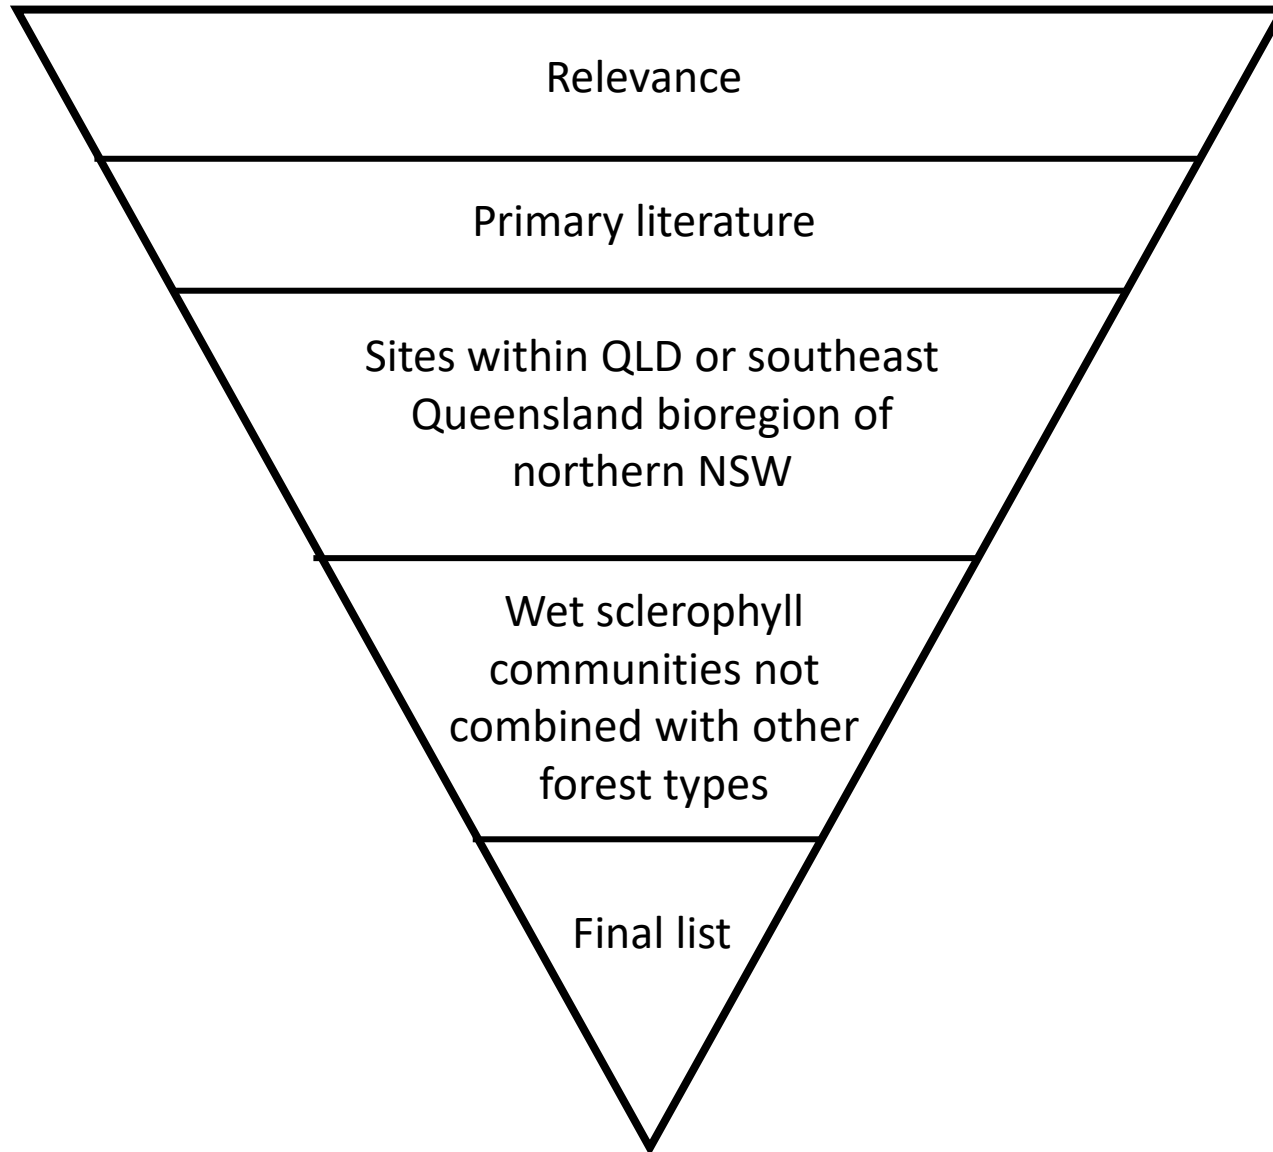 Relevance
Primary literature
Sites within QLD or southeast
Queensland bioregion of
northern NSW
Wet sclerophyll
communities not
combined with other
forest types
Final list